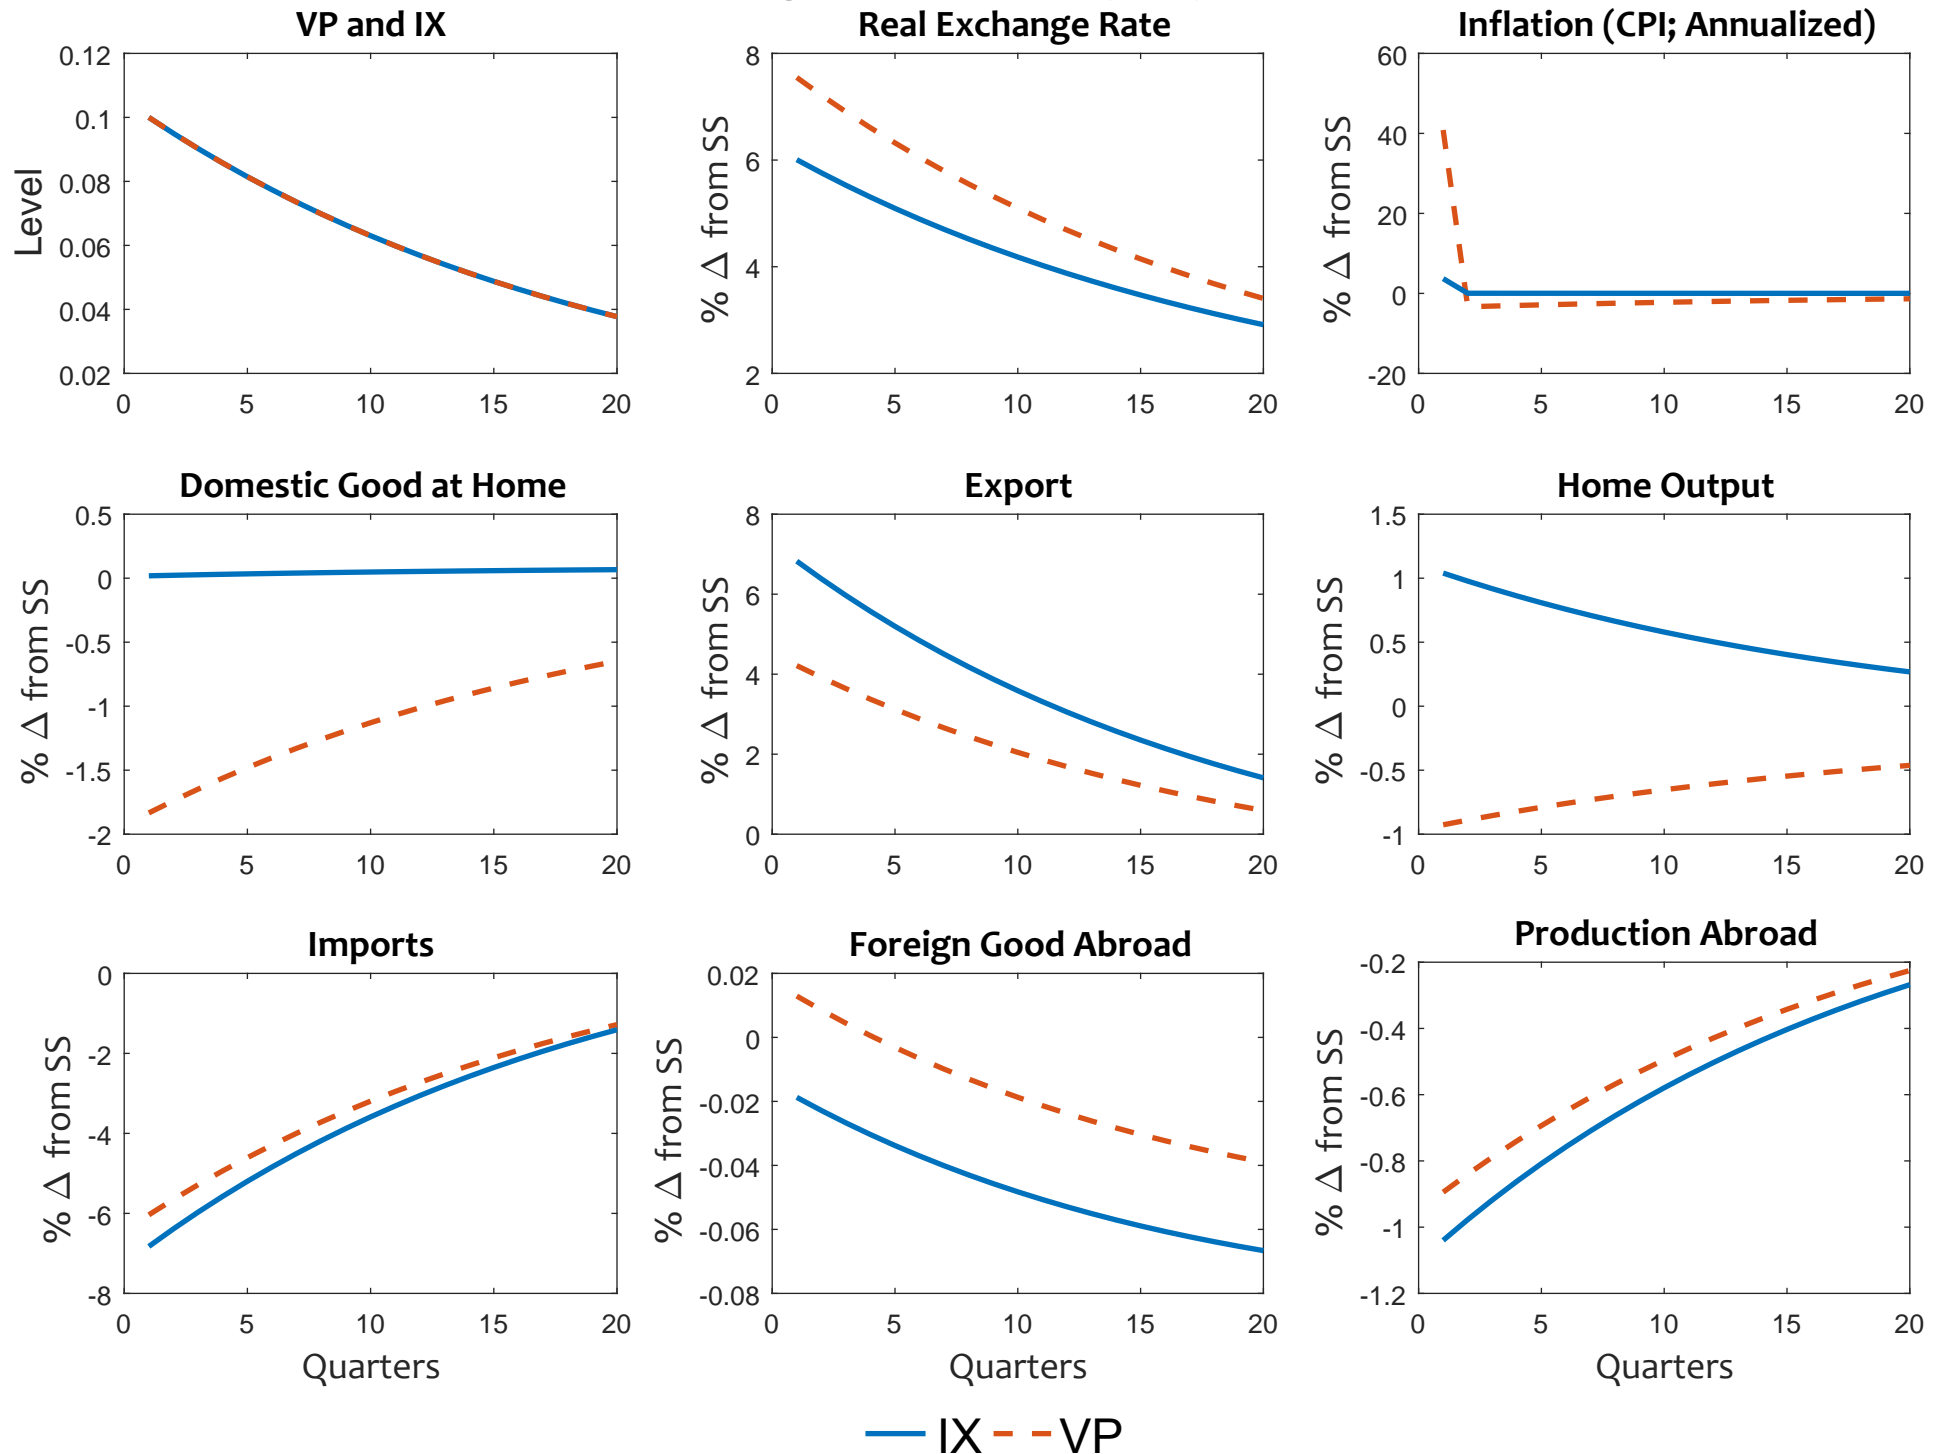 VP and IX
Level
0.12
0.1
0.08
0.06
0.04
0.02
0 5 10 15 20
Real Exchange Rate
% Δ from SS
8
6
4
2
0 5 10 15 20
Inflation (CPI; Annualized)
% Δ from SS
60
40
20
0
-20
0 5 10 15 20
Domestic Good at Home
% Δ from SS
0.5
0
-0.5
-1
-1.5
-2
0 5 10 15 20
Export
% Δ from SS
8
6
4
2
0
0 5 10 15 20
Home Output
% Δ from SS
1.5
1
0.5
0
-0.5
-1
0 5 10 15 20
Imports
% Δ from SS
0
-2
-4
-6
-8
0 5 10 15 20
Quarters
Foreign Good Abroad
% Δ from SS
0.02
0
-0.02
-0.04
-0.06
-0.08
0 5 10 15 20
Quarters
Production Abroad
% Δ from SS
-0.2
-0.4
-0.6
-0.8
-1
-1.2
0 5 10 15 20
Quarters
IX VP